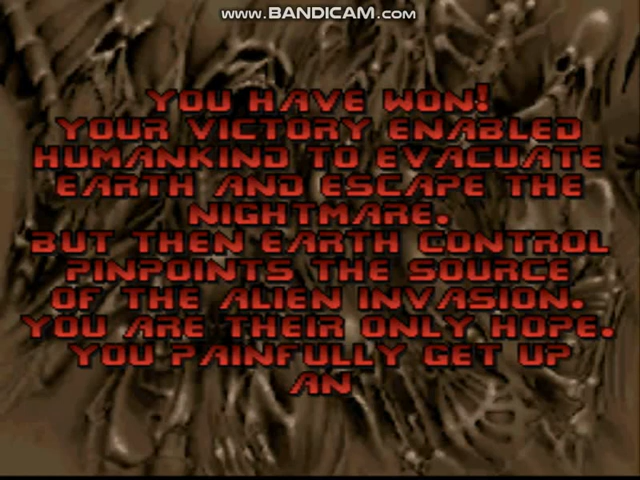 www.BANDICAM.com
YOU HAVE WON!
YOUR VICTORY ENABLED
HUMANKIND TO EVACUATE
EARTH AND ESCAPE THE
NIGHTMARE.
BUT THEN EARTH CONTROL
PINPOINTS THE SOURCE
OF THE ALIEN INVASION.
YOU ARE THEIR ONLY HOPE.
YOU PAINFULLY GET UP
AN